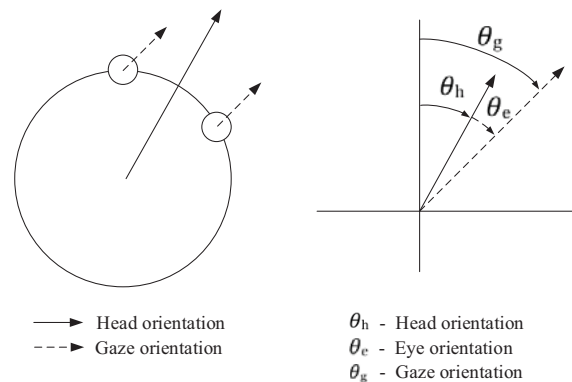 θg
θh
θe
Head orientation
Gaze orientation
θh - Head orientation
θe - Eye orientation
θg - Gaze orientation